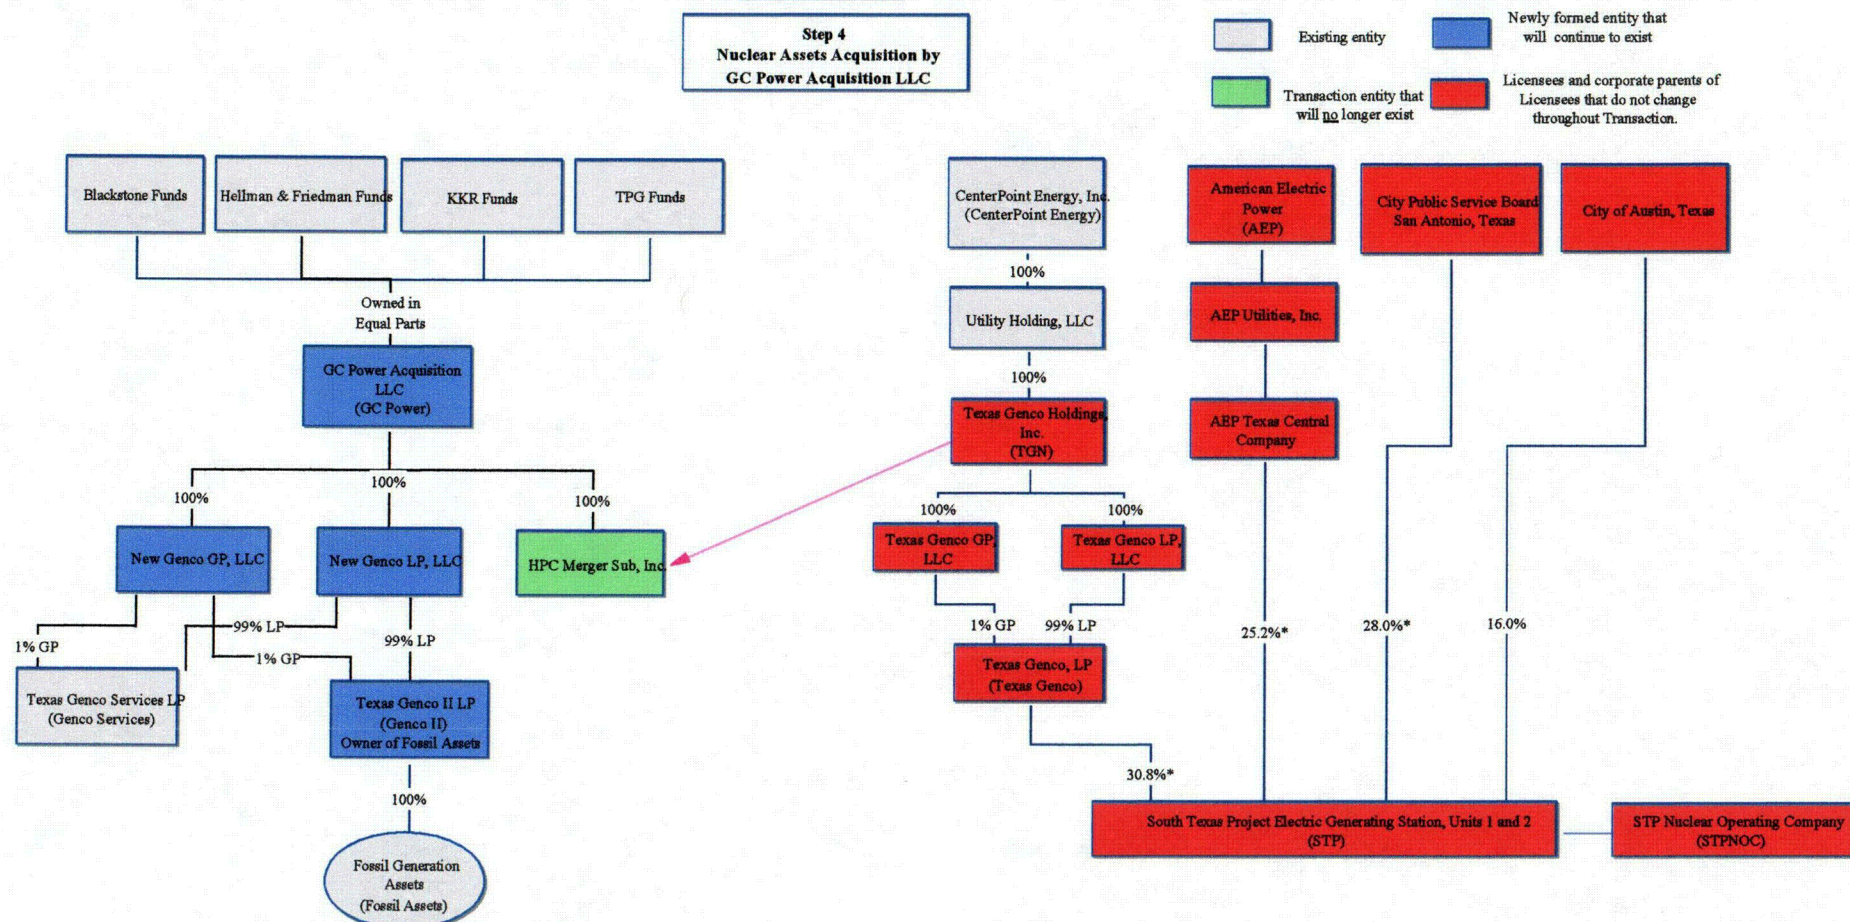 Step 4
Nuclear Assets Acquisition by
GC Power Acquisition LLC
Existing entity
Newly formed entity that
will continue to exist
Transaction entity that
will no longer exist
Licensees and corporate parents of
Licensees that do not change
throughout Transaction.
Blackstone Funds
Hellman & Friedman Funds
KKR Funds
TPG Funds
CenterPoint Energy, Inc.
(CenterPoint Energy)
American Electric
Power
(AEP)
City Public Service Board
San Antonio, Texas
City of Austin, Texas
Owned in
Equal Parts
100%
Utility Holding, LLC
AEP Utilities, Inc.
GC Power Acquisition
LLC
(GC Power)
100%
Texas Genco Holdings,
Inc.
(TGN)
AEP Texas Central
Company
100%
100%
100%
100%
100%
New Genco GP, LLC
New Genco LP, LLC
HPC Merger Sub, Inc.
Texas Genco GP,
LLC
Texas Genco LP,
LLC
1% GP
99% LP
1% GP
99% LP
1% GP
99% LP
25.2%*
28.0%*
16.0%
Texas Genco Services LP
(Genco Services)
Texas Genco II LP
(Genco II)
Owner of Fossil Assets
Texas Genco, LP
(Texas Genco)
30.8%*
100%
South Texas Project Electric Generating Station, Units 1 and 2
(STP)
STP Nuclear Operating Company
(STPNOC)
Fossil Generation
Assets
(Fossil Assets)